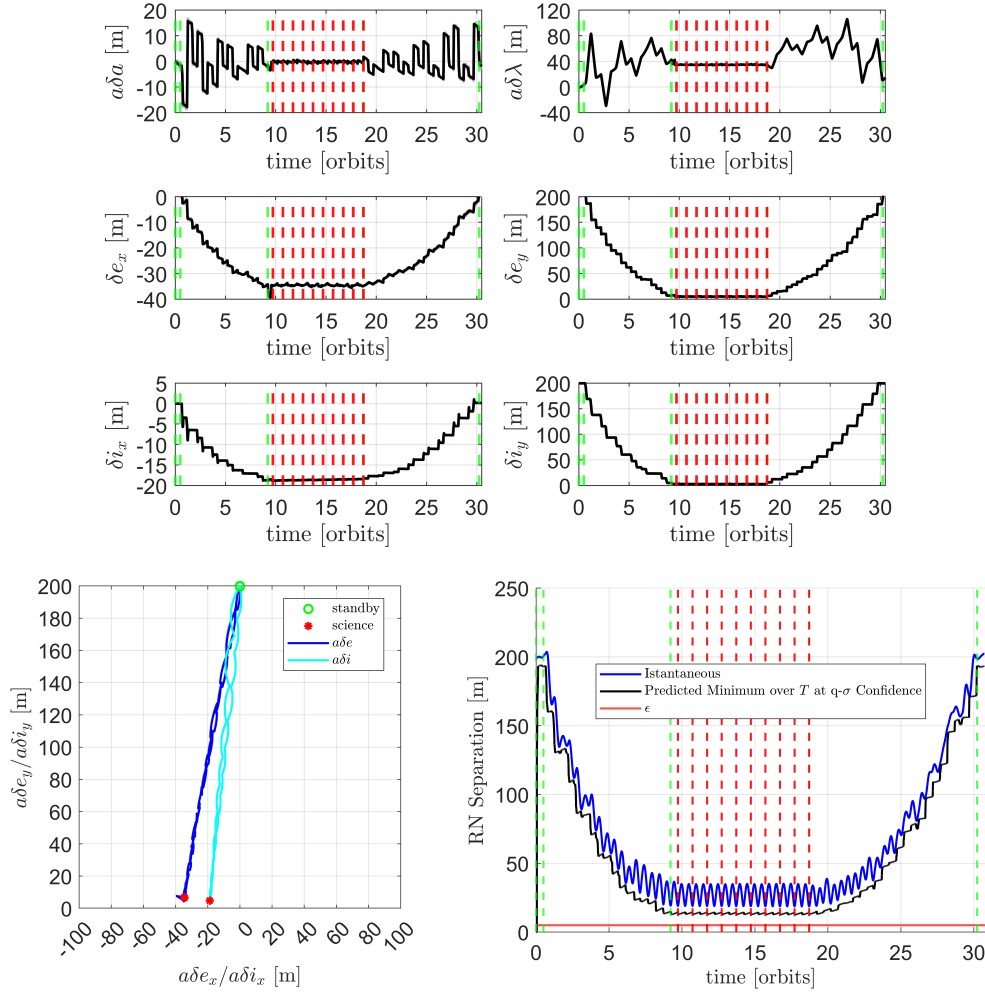 20
10
0
-10
-20
aδa [m]
0 5 10 15 20 25 30
time [orbits]
120
80
40
0
-40
aδλ [m]
0 5 10 15 20 25 30
time [orbits]
0
-10
-20
-30
-40
δe_x [m]
0 5 10 15 20 25 30
time [orbits]
200
150
100
50
0
δe_y [m]
0 5 10 15 20 25 30
time [orbits]
5
0
-5
-10
-15
-20
δi_x [m]
0 5 10 15 20 25 30
time [orbits]
200
150
100
50
0
δi_y [m]
0 5 10 15 20 25 30
time [orbits]
200
180
160
140
120
100
80
60
40
20
0
aδe_y/aδi_y [m]
standby
science
aδe
aδi
-100 -80 -60 -40 -20 0 20 40 60 80 100
aδe_x/aδi_x [m]
250
200
150
100
50
0
RN Separation [m]
Istantaneous
Predicted Minimum over T at q-σ Confidence
ϵ
0 5 10 15 20 25 30
time [orbits]